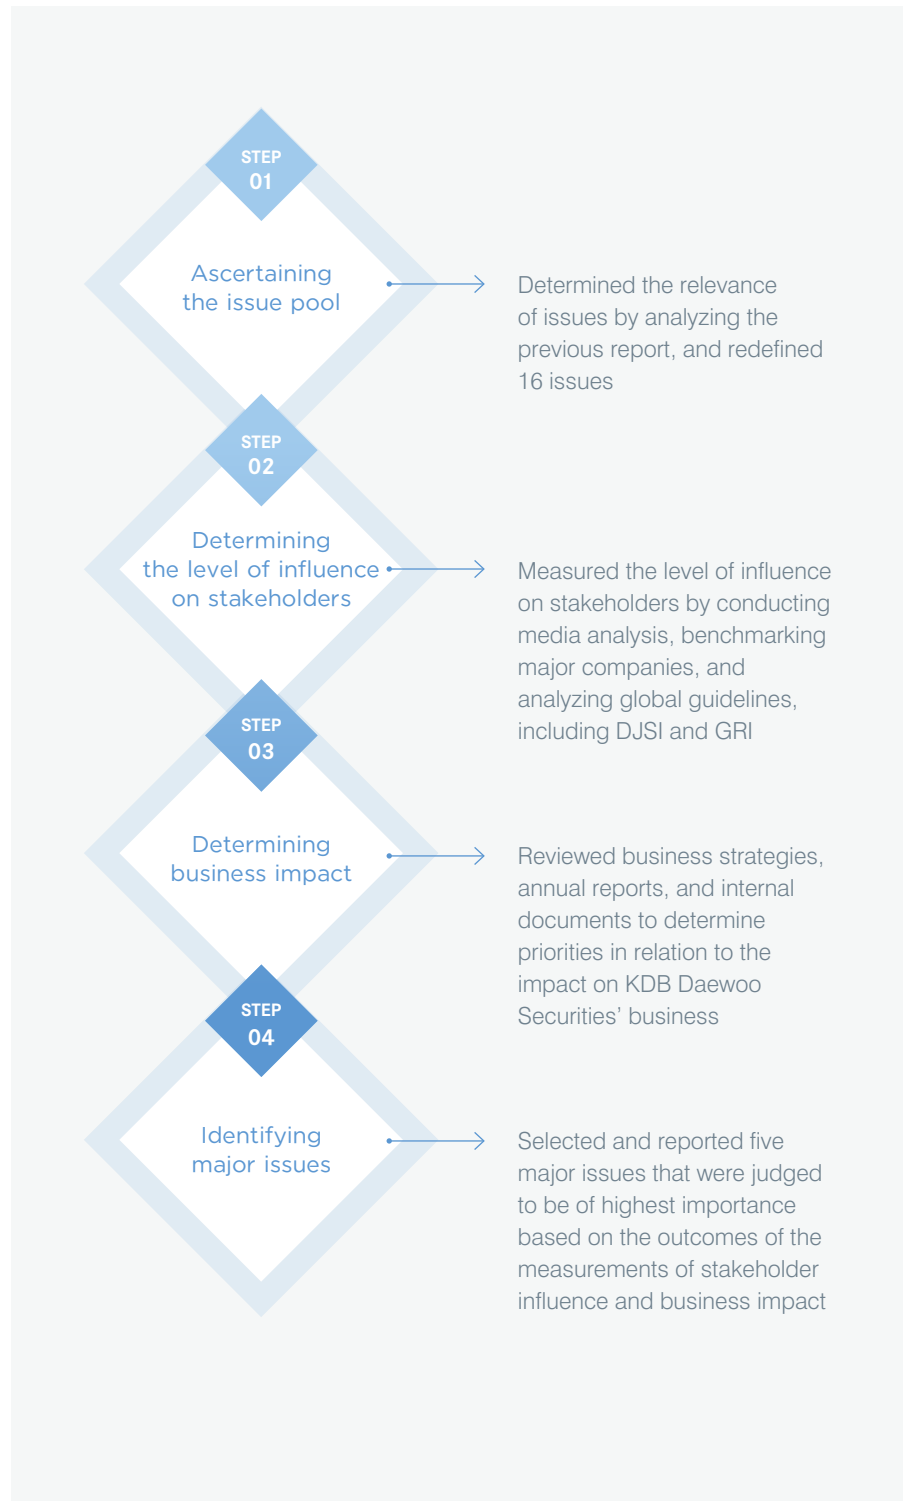 STEP
01
Ascertaining
the issue pool
Determined the relevance
of issues by analyzing the
previous report, and redefined
16 issues
STEP
02
Determining
the level of influence
on stakeholders
Measured the level of influence
on stakeholders by conducting
media analysis, benchmarking
major companies, and
analyzing global guidelines,
including DJSI and GRI
STEP
03
Determining
business impact
Reviewed business strategies,
annual reports, and internal
documents to determine
priorities in relation to the
impact on KDB Daewoo
Securities’ business
STEP
04
Identifying
major issues
Selected and reported five
major issues that were judged
to be of highest importance
based on the outcomes of the
measurements of stakeholder
influence and business impact